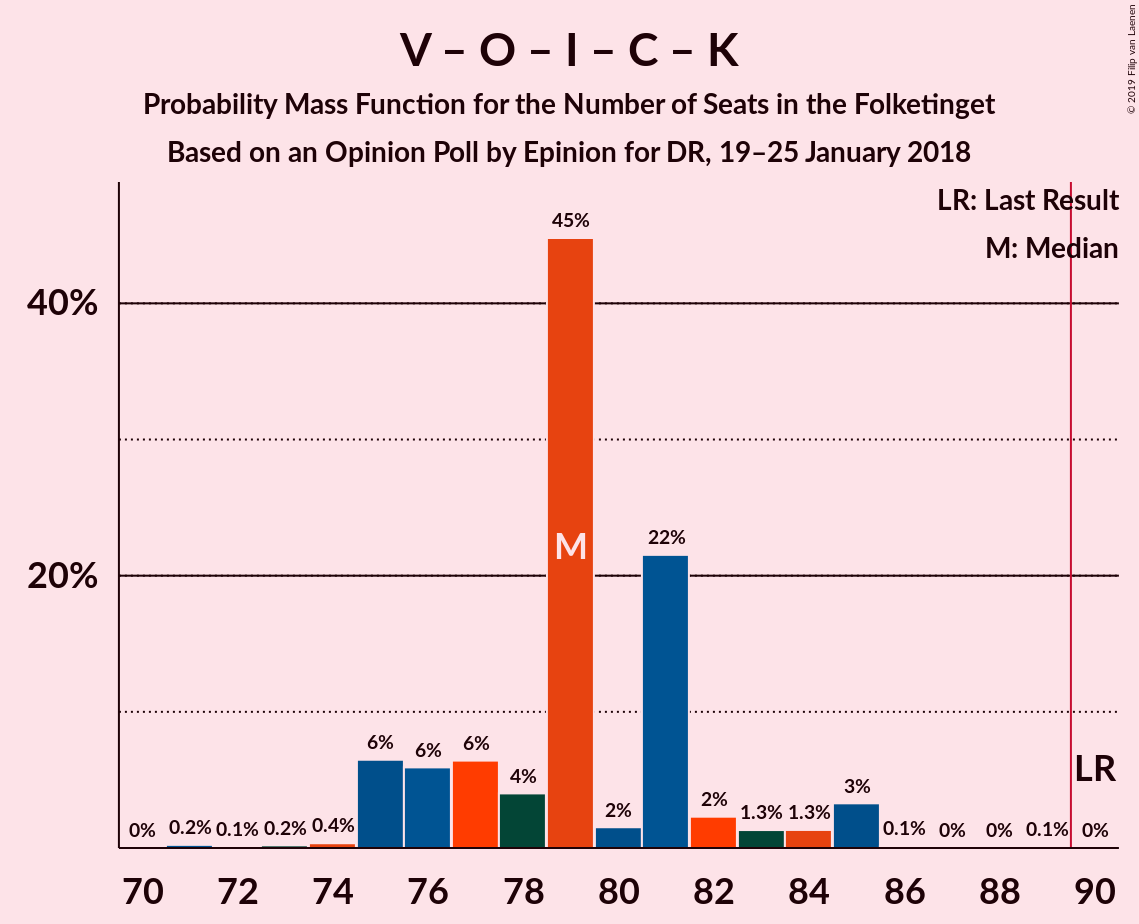 V – O – I – C – K
Probability Mass Function for the Number of Seats in the Folketinget
Based on an Opinion Poll by Epinion for DR, 19–25 January 2018
© 2019 Filip van Laenen
LR: Last Result
M: Median
45%
40%
M
22%
20%
6%
6%
6%
4%
3%
LR
2%
2%
1.3%
1.3%
0%
0.2%
0.1%
0.2%
0.4%
0.1%
0%
0%
0.1%
0%
70 72 74 76 78 80 82 84 86 88 90